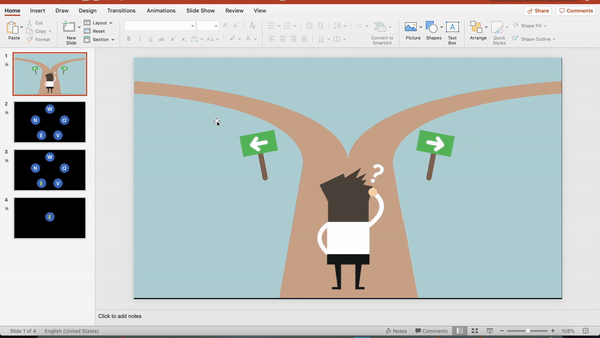 Home Insert Draw Design Transitions Animations Slide Show Review View Share Comments
Paste
Cut
Copy
Format
New Slide
Layout
Reset
Section
Convert to SmartArt
Picture
Shapes
Text Box
Arrange
Quick Styles
Shape Fill
Shape Outline
1
2
W
N O
E V
3
W
N O
E V
4
E
?
Click to add notes
Slide 1 of 4 English (United States) Notes Comments 108%